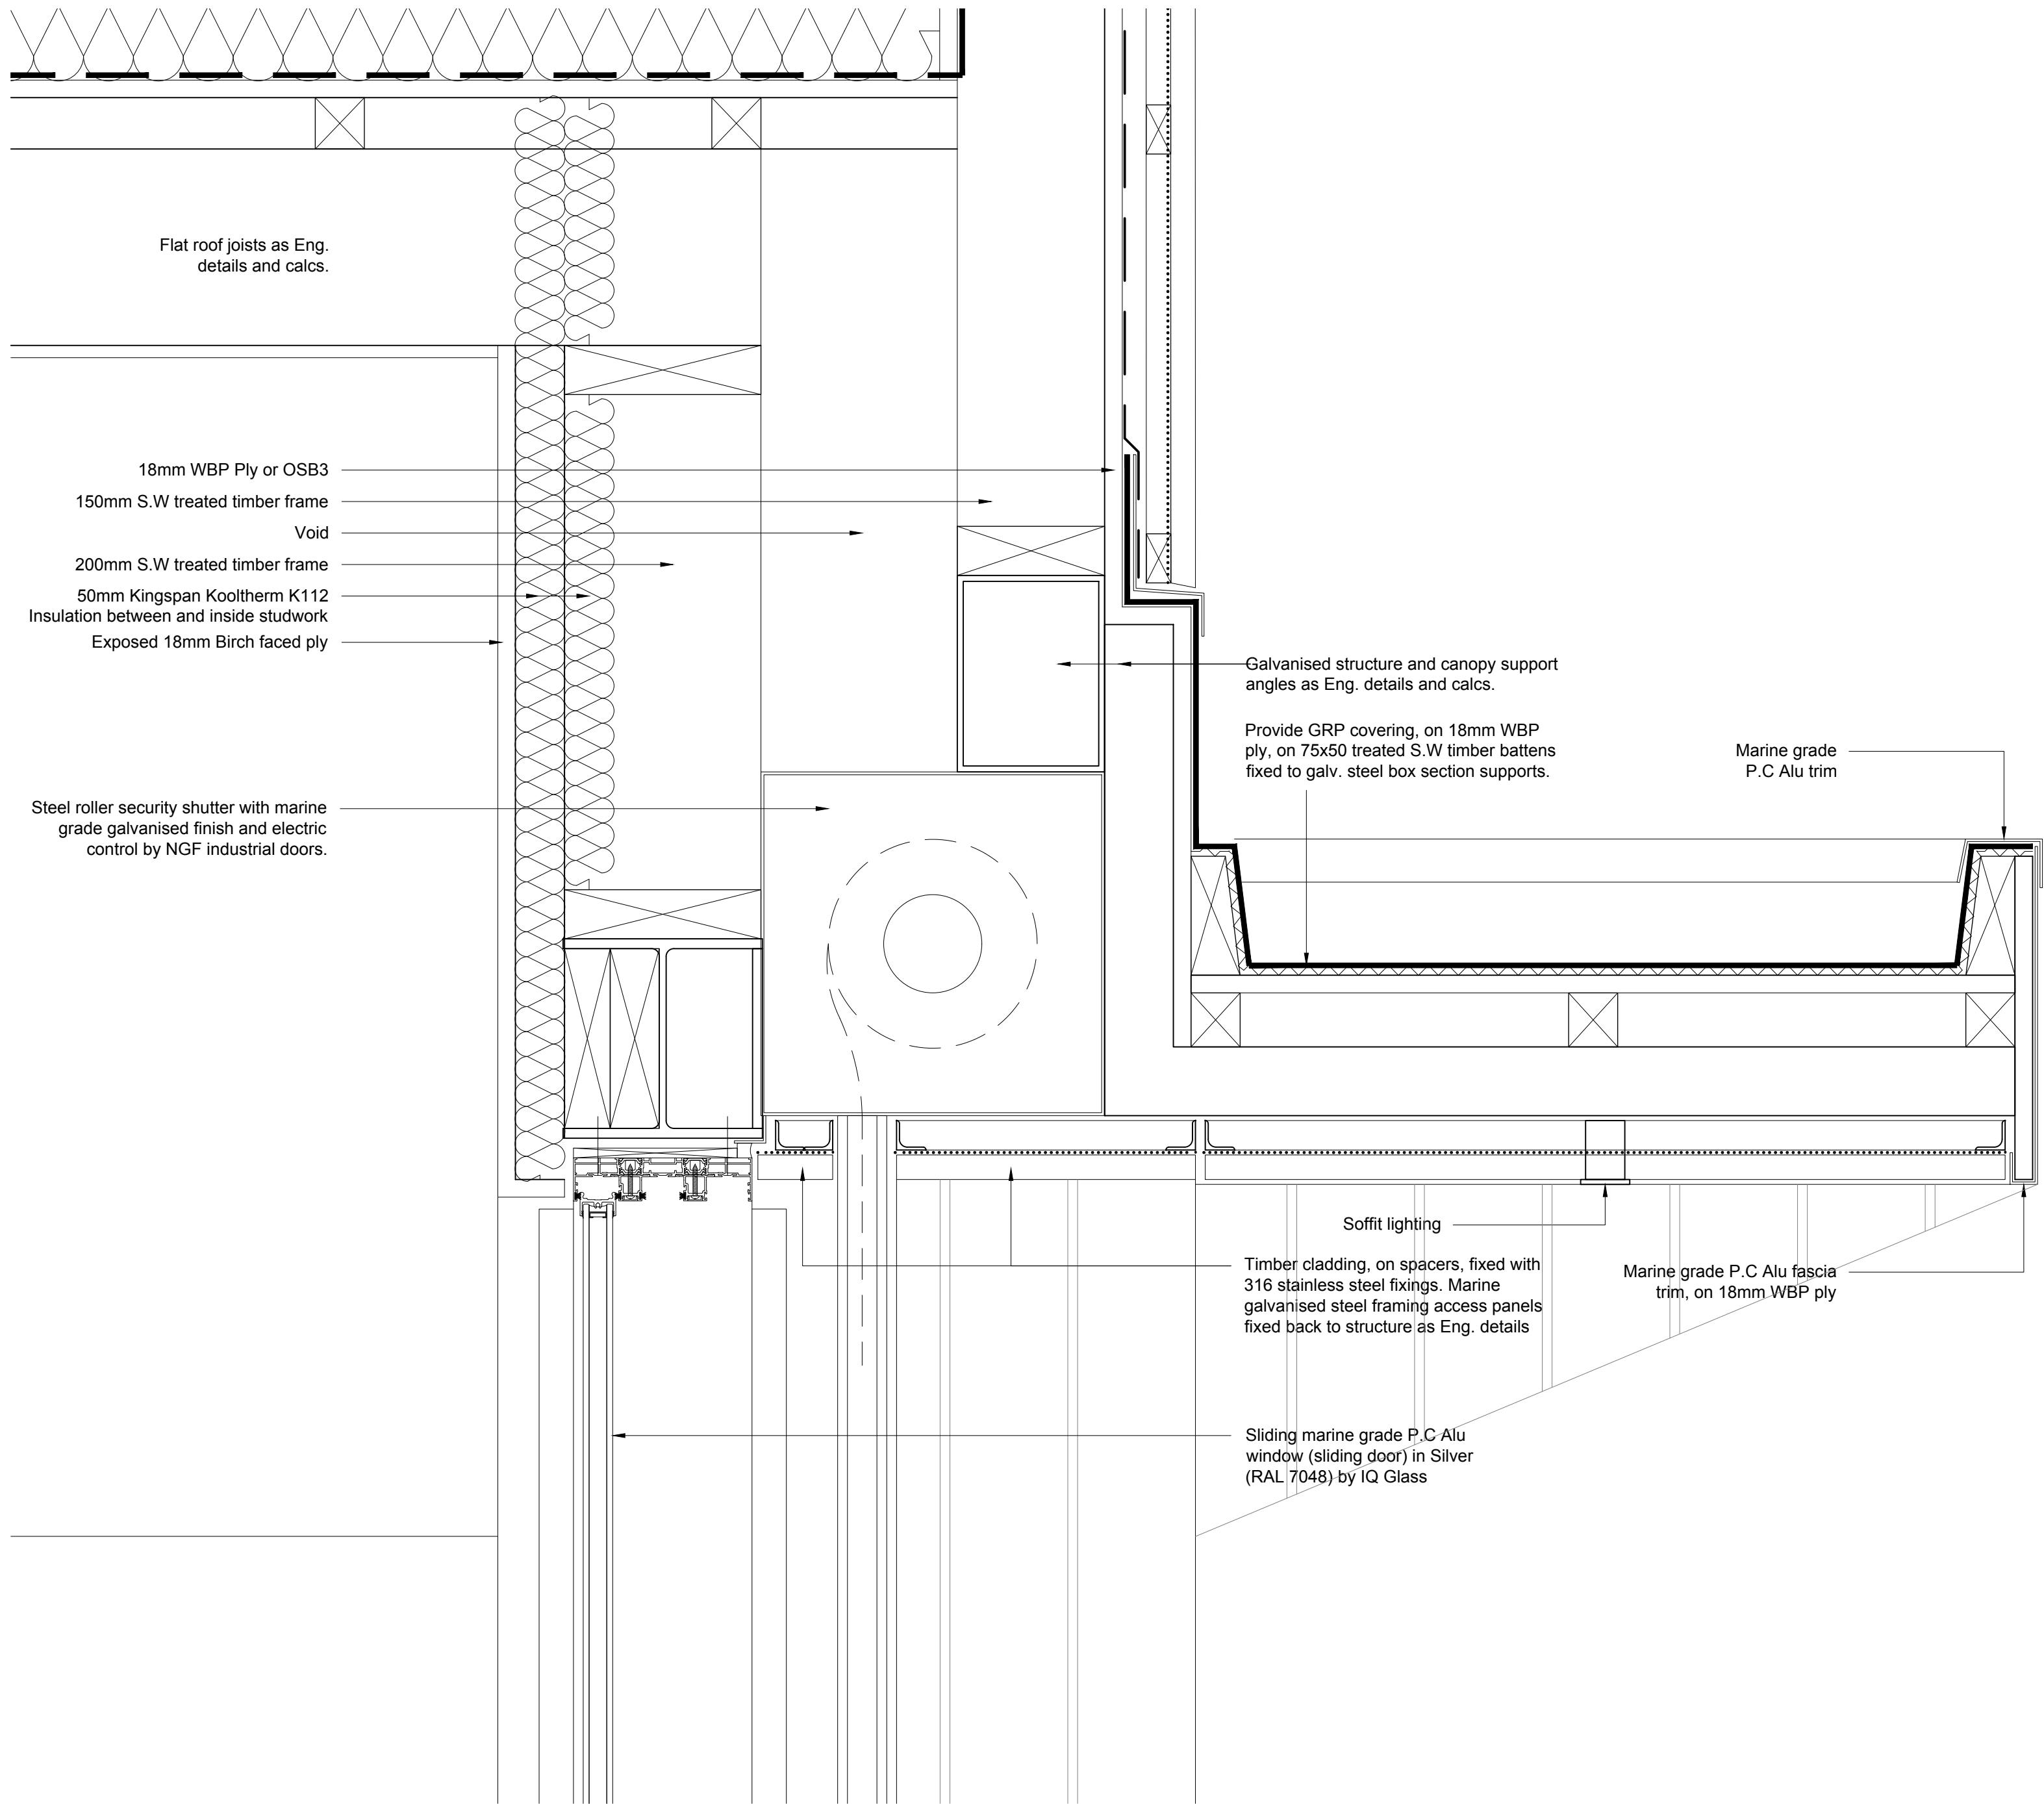 Flat roof joists as Eng.
details and calcs.
18mm WBP Ply or OSB3
150mm S.W treated timber frame
Void
200mm S.W treated timber frame
50mm Kingspan Kooltherm K112
Insulation between and inside studwork
Exposed 18mm Birch faced ply
Steel roller security shutter with marine
grade galvanised finish and electric
control by NGF industrial doors.
Galvanised structure and canopy support
angles as Eng. details and calcs.
Provide GRP covering, on 18mm WBP
ply, on 75x50 treated S.W timber battens
fixed to galv. steel box section supports.
Marine grade
P.C Alu trim
Soffit lighting
Timber cladding, on spacers, fixed with
316 stainless steel fixings. Marine
galvanised steel framing access panels
fixed back to structure as Eng. details
Marine grade P.C Alu fascia
trim, on 18mm WBP ply
Sliding marine grade P.C Alu
window (sliding door) in Silver
(RAL 7048) by IQ Glass